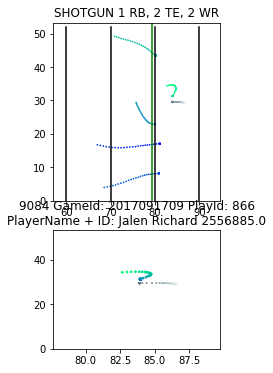 SHOTGUN 1 RB, 2 TE, 2 WR
50
40
30
20
10
0
60 70 80 90
9084 GameId: 2017091709 PlayId: 866
PlayerName + ID: Jalen Richard 2556885.0
40
20
0
80.0 82.5 85.0 87.5